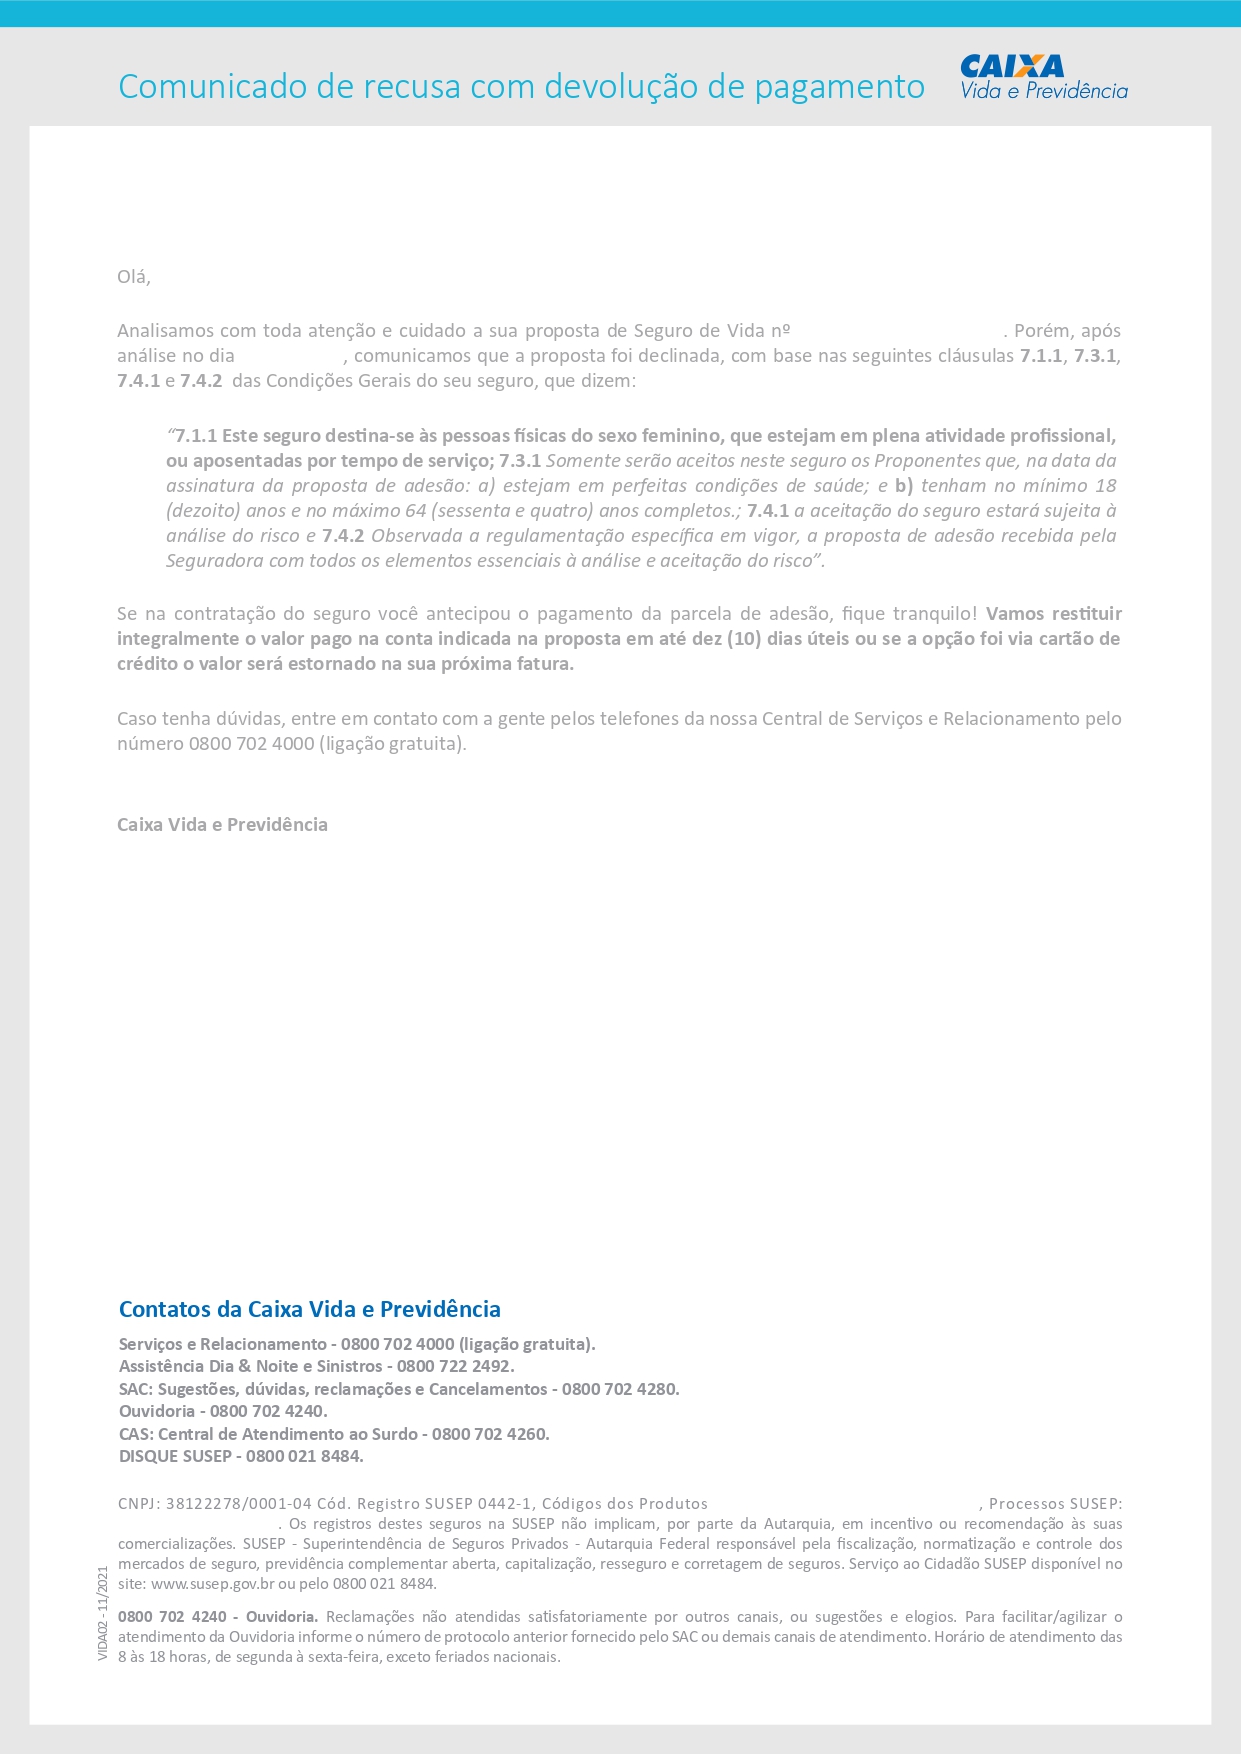 Comunicado de recusa com devolução de pagamento
CAIXA
Vida e Previdência
Olá,
Analisamos com toda atenção e cuidado a sua proposta de Seguro de Vida nº . Porém, após
análise no dia , comunicamos que a proposta foi declinada, com base nas seguintes cláusulas 7.1.1, 7.3.1,
7.4.1 e 7.4.2 das Condições Gerais do seu seguro, que dizem:
“7.1.1 Este seguro destina-se às pessoas físicas do sexo feminino, que estejam em plena atividade profissional,
ou aposentadas por tempo de serviço; 7.3.1 Somente serão aceitos neste seguro os Proponentes que, na data da
assinatura da proposta de adesão: a) estejam em perfeitas condições de saúde; e b) tenham no mínimo 18
(dezoito) anos e no máximo 64 (sessenta e quatro) anos completos.; 7.4.1 a aceitação do seguro estará sujeita à
análise do risco e 7.4.2 Observada a regulamentação específica em vigor, a proposta de adesão recebida pela
Seguradora com todos os elementos essenciais à análise e aceitação do risco”.
Se na contratação do seguro você antecipou o pagamento da parcela de adesão, fique tranquilo! Vamos restituir
integralmente o valor pago na conta indicada na proposta em até dez (10) dias úteis ou se a opção foi via cartão de
crédito o valor será estornado na sua próxima fatura.
Caso tenha dúvidas, entre em contato com a gente pelos telefones da nossa Central de Serviços e Relacionamento pelo
número 0800 702 4000 (ligação gratuita).
Caixa Vida e Previdência
Contatos da Caixa Vida e Previdência
Serviços e Relacionamento - 0800 702 4000 (ligação gratuita).
Assistência Dia & Noite e Sinistros - 0800 722 2492.
SAC: Sugestões, dúvidas, reclamações e Cancelamentos - 0800 702 4280.
Ouvidoria - 0800 702 4240.
CAS: Central de Atendimento ao Surdo - 0800 702 4260.
DISQUE SUSEP - 0800 021 8484.
CNPJ: 38122278/0001-04 Cód. Registro SUSEP 0442-1, Códigos dos Produtos , Processos SUSEP:
. Os registros destes seguros na SUSEP não implicam, por parte da Autarquia, em incentivo ou recomendação às suas
comercializações. SUSEP - Superintendência de Seguros Privados - Autarquia Federal responsável pela fiscalização, normatização e controle dos
mercados de seguro, previdência complementar aberta, capitalização, resseguro e corretagem de seguros. Serviço ao Cidadão SUSEP disponível no
site: www.susep.gov.br ou pelo 0800 021 8484.
0800 702 4240 - Ouvidoria. Reclamações não atendidas satisfatoriamente por outros canais, ou sugestões e elogios. Para facilitar/agilizar o
atendimento da Ouvidoria informe o número de protocolo anterior fornecido pelo SAC ou demais canais de atendimento. Horário de atendimento das
8 às 18 horas, de segunda à sexta-feira, exceto feriados nacionais.
VIDA02 - 11/2021